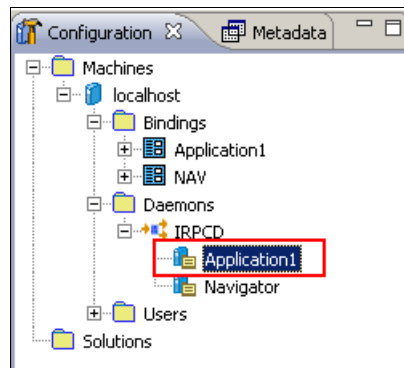 Configuration Metadata
Machines
localhost
Bindings
Application1
NAV
Daemons
IRPCD
Application1
Navigator
Users
Solutions